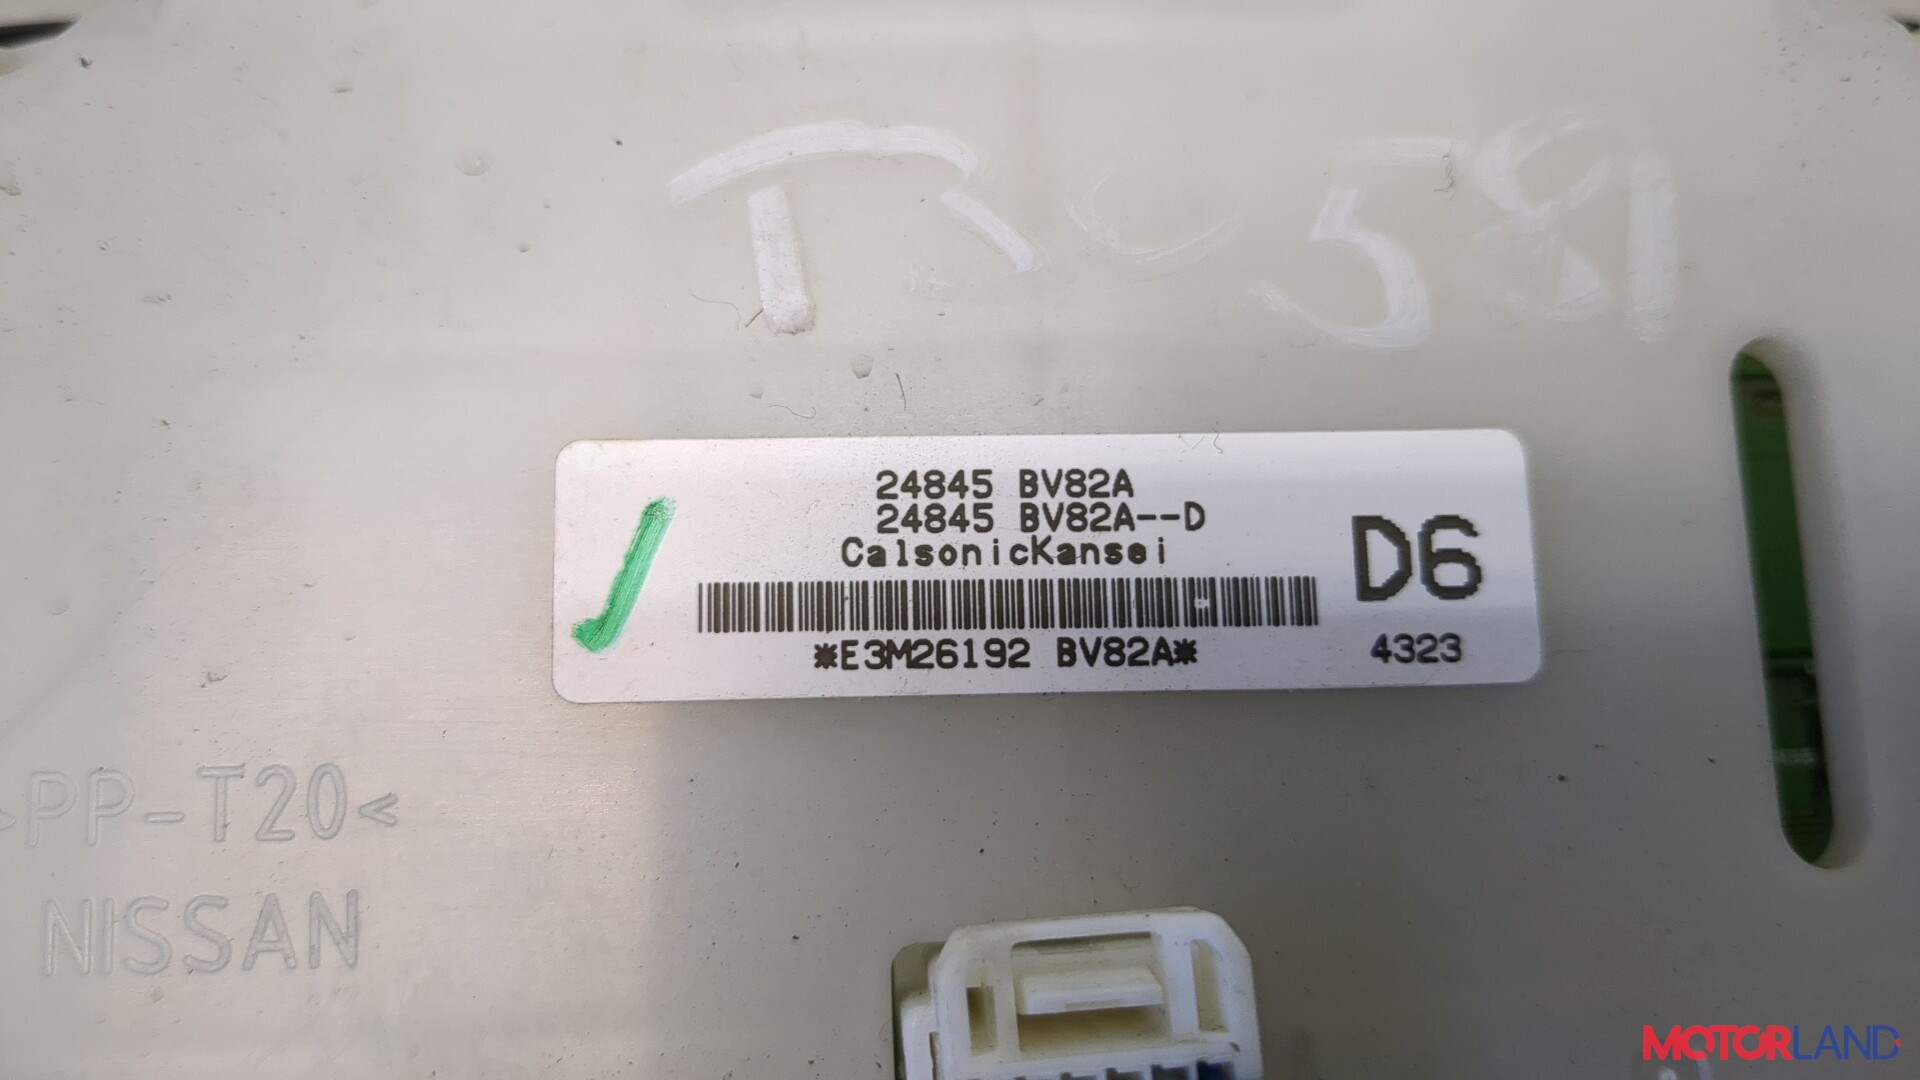 24845 BV82A
24845 BV82A--D
CalsonicKansei
D6
*E3M26192 BV82A*
4323
>PP-T20<
NISSAN
MOTORLAND